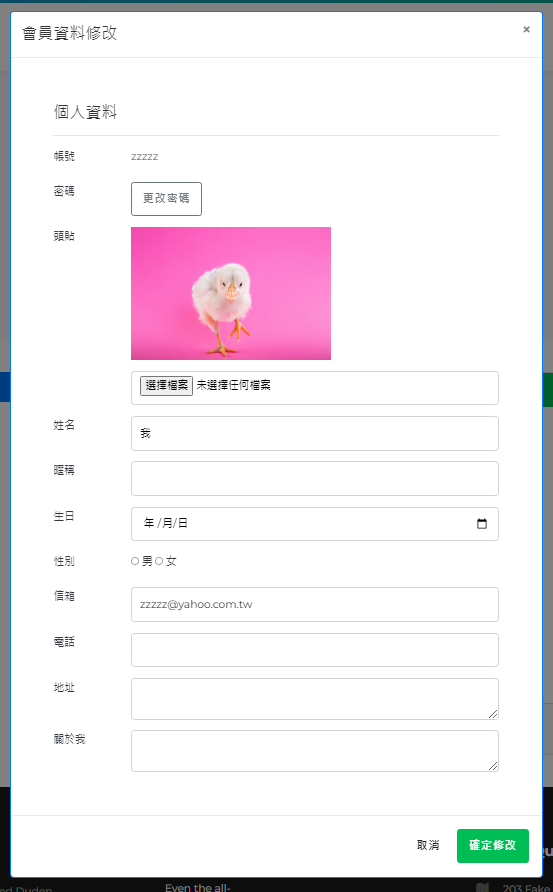 會員資料修改 ×
個人資料
帳號 zzzzz
密碼 更改密碼
頭貼
選擇檔案 未選擇任何檔案
姓名 我
暱稱
生日 年 /月/日
性別 男 女
信箱 zzzzz@yahoo.com.tw
電話
地址
關於我
取消 確定修改
Even the all-
203 Fake